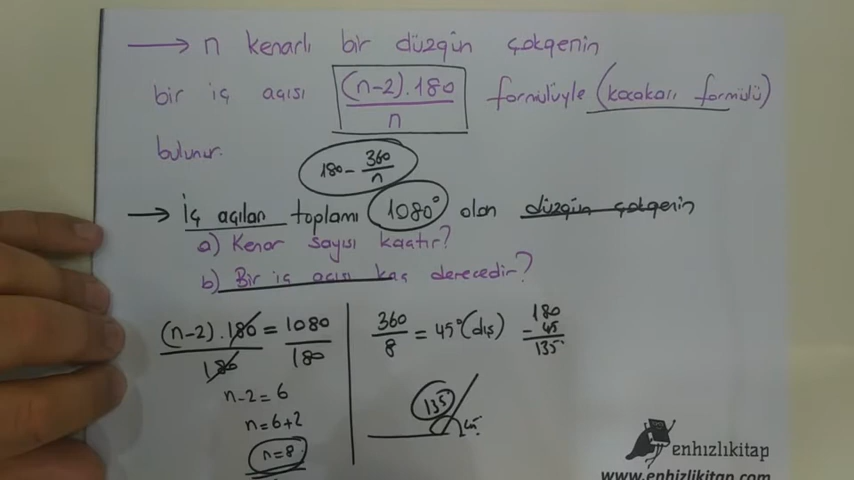 → n kenarlı bir düzgün çokgenin
bir iç açısı (n-2).180/n formülüyle (kocakarı formülü)
bulunur.
180 - 360/n
→ İç açıları toplamı 1080° olan düzgün çokgenin
a) Kenar sayısı kaçtır?
b) Bir iç açısı kaç derecedir?
(n-2).180/180 = 1080/180
n-2=6
n=6+2
n=8
360/8 = 45° (dış)
180
-45
135°
135
45
enhızlıkitap
www.enhizlikitap.com